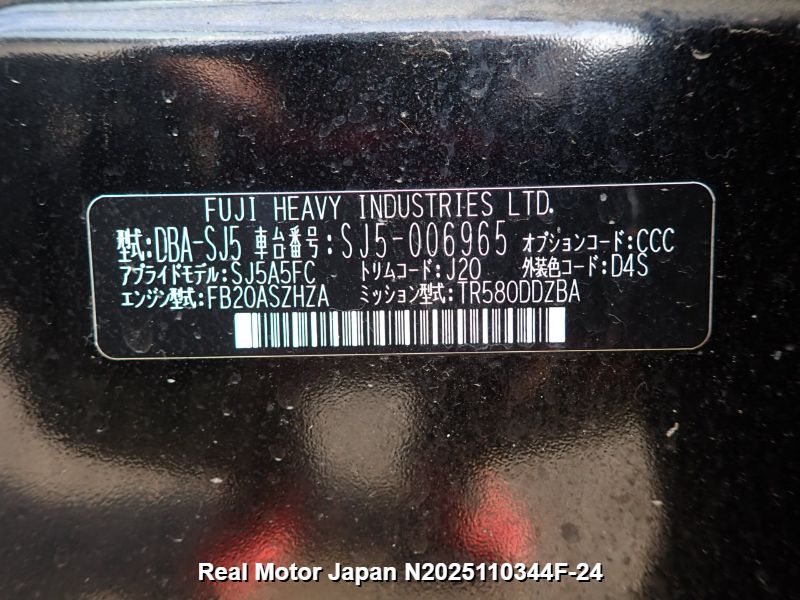 FUJI HEAVY INDUSTRIES LTD.
型式:DBA-SJ5 車台番号:SJ5-006965 オプションコード:CCC
アプライドモデル:SJ5A5FC トリムコード:J20 外装色コード:D4S
エンジン型式:FB20ASZHZA ミッション型式:TR580DDZBA
Real Motor Japan N2025110344F-24